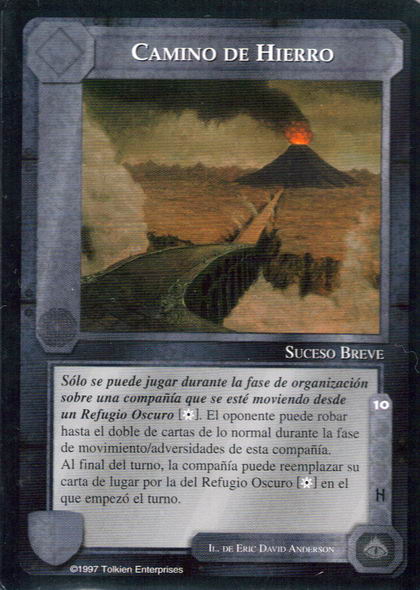 CAMINO DE HIERRO
SUCESO BREVE
Sólo se puede jugar durante la fase de organización
sobre una compañía que se esté moviendo desde
un Refugio Oscuro [ ]. El oponente puede robar
hasta el doble de cartas de lo normal durante la fase
de movimiento/adversidades de esta compañía.
Al final del turno, la compañía puede reemplazar su
carta de lugar por la del Refugio Oscuro [ ] en el
que empezó el turno.
10
H
IL. DE ERIC DAVID ANDERSON
©1997 Tolkien Enterprises